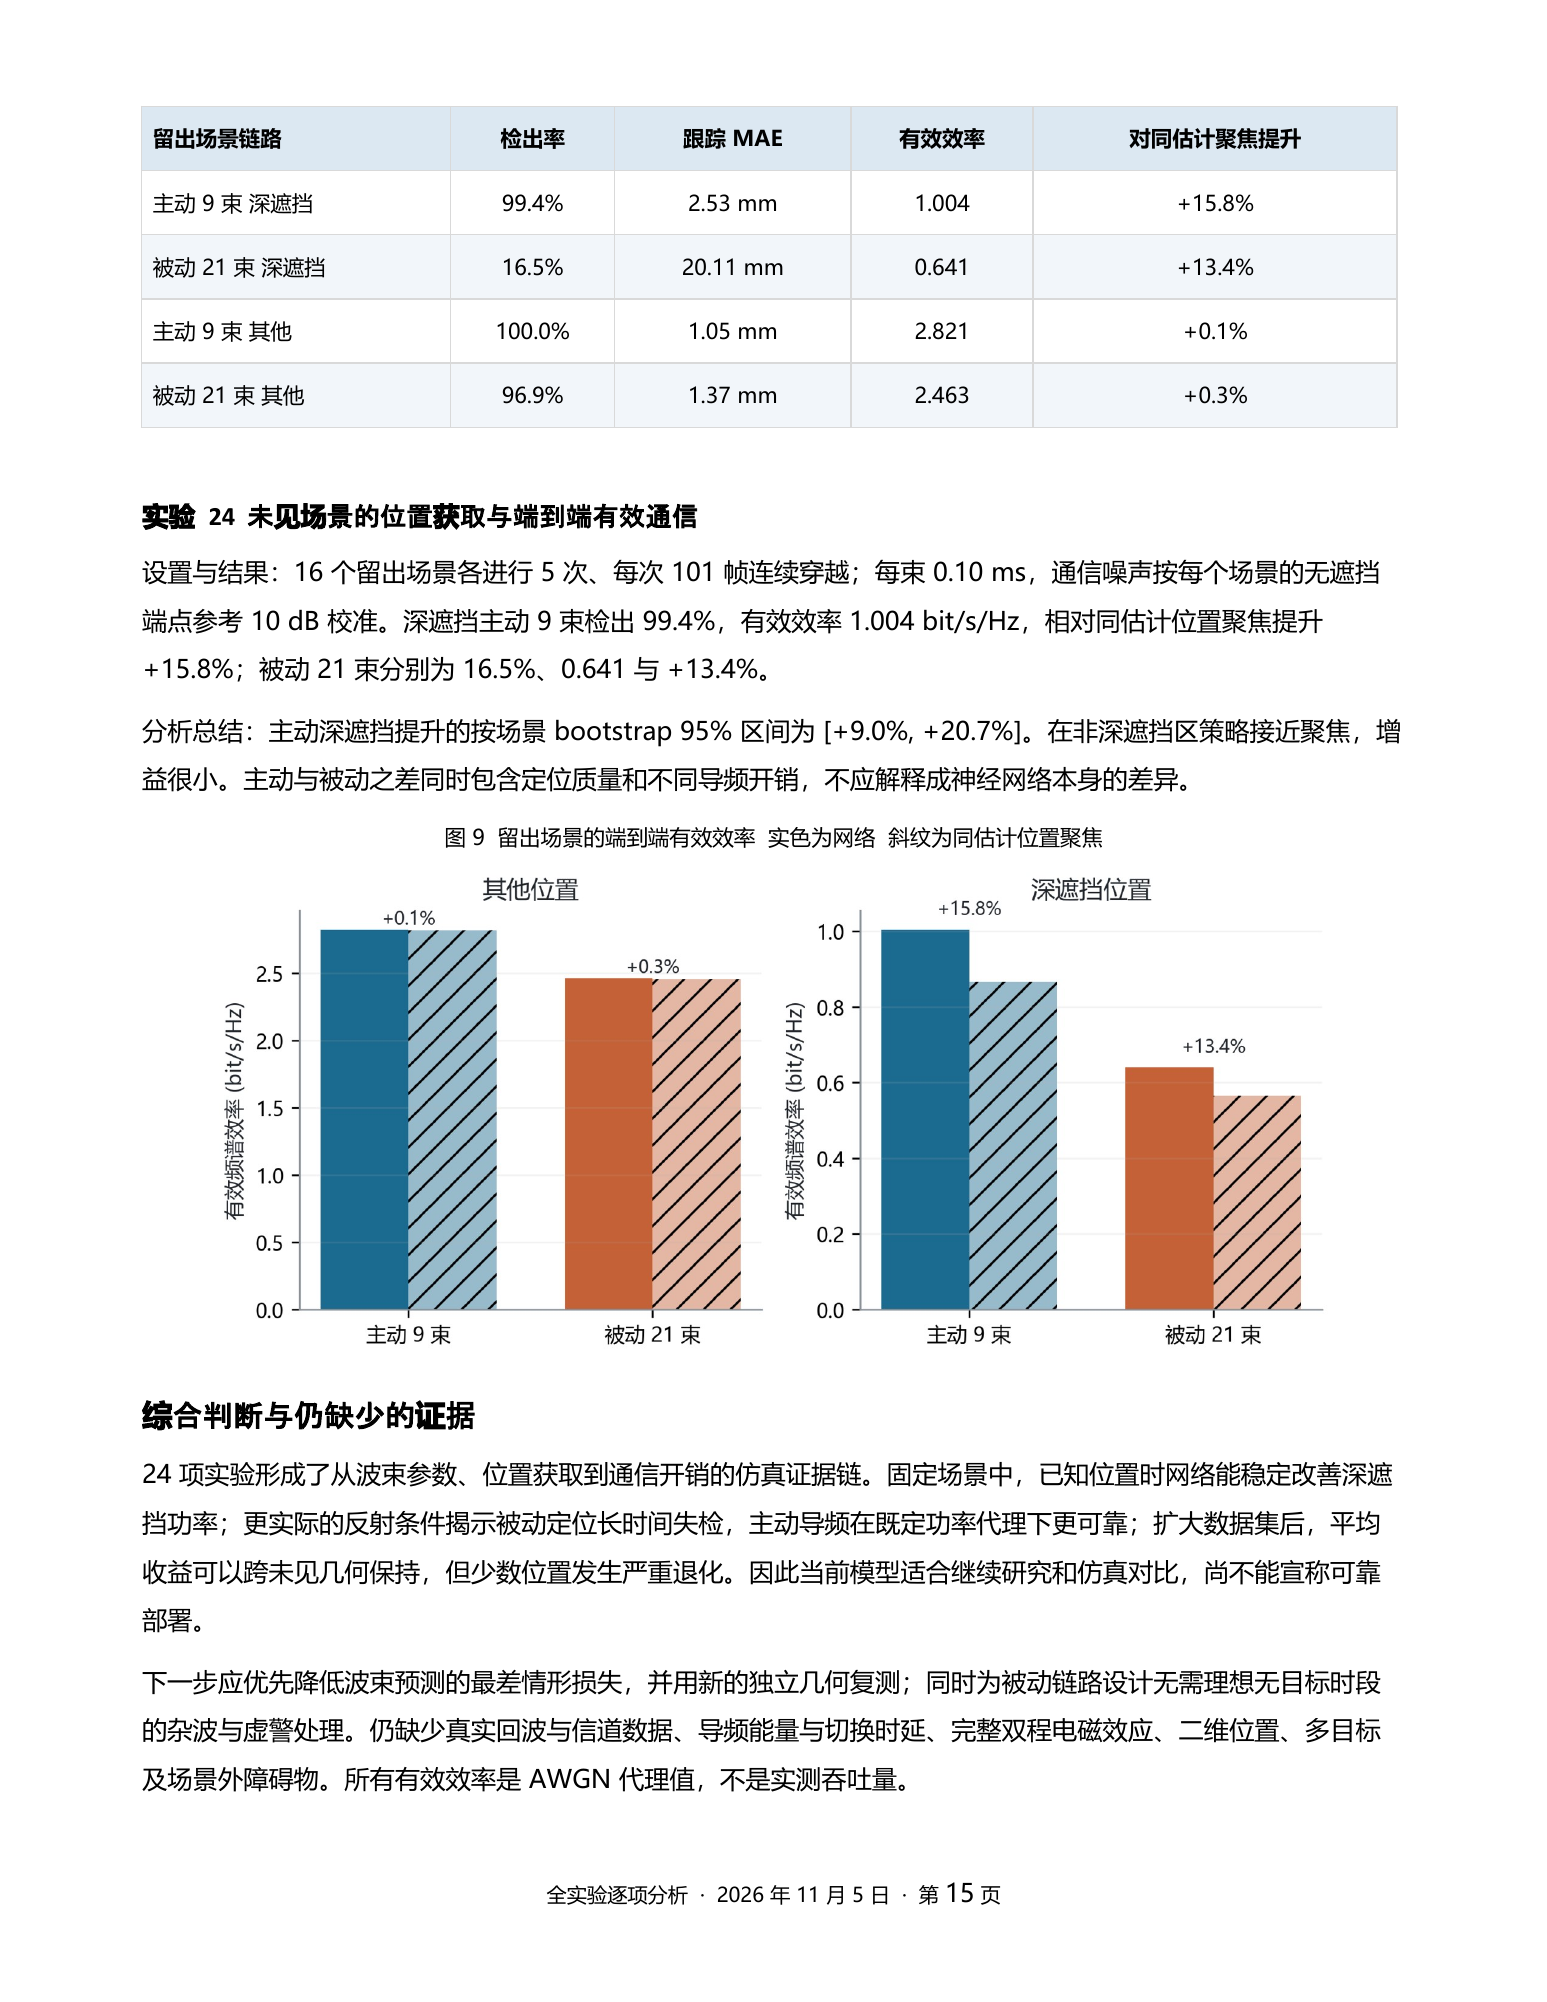 留出场景链路 检出率 跟踪 MAE 有效效率 对同估计聚焦提升
主动 9 束 深遮挡 99.4% 2.53 mm 1.004 +15.8%
被动 21 束 深遮挡 16.5% 20.11 mm 0.641 +13.4%
主动 9 束 其他 100.0% 1.05 mm 2.821 +0.1%
被动 21 束 其他 96.9% 1.37 mm 2.463 +0.3%
实验 24 未见场景的位置获取与端到端有效通信
设置与结果：16 个留出场景各进行 5 次、每次 101 帧连续穿越；每束 0.10 ms，通信噪声按每个场景的无遮挡
端点参考 10 dB 校准。深遮挡主动 9 束检出 99.4%，有效效率 1.004 bit/s/Hz，相对同估计位置聚焦提升
+15.8%；被动 21 束分别为 16.5%、0.641 与 +13.4%。
分析总结：主动深遮挡提升的按场景 bootstrap 95% 区间为 [+9.0%, +20.7%]。在非深遮挡区策略接近聚焦，增
益很小。主动与被动之差同时包含定位质量和不同导频开销，不应解释成神经网络本身的差异。
图 9 留出场景的端到端有效效率 实色为网络 斜纹为同估计位置聚焦
其他位置
+0.1%
+0.3%
2.5
2.0
1.5
1.0
0.5
0.0
有效频谱效率 (bit/s/Hz)
主动 9 束 被动 21 束
深遮挡位置
+15.8%
+13.4%
1.0
0.8
0.6
0.4
0.2
0.0
有效频谱效率 (bit/s/Hz)
主动 9 束 被动 21 束
综合判断与仍缺少的证据
24 项实验形成了从波束参数、位置获取到通信开销的仿真证据链。固定场景中，已知位置时网络能稳定改善深遮
挡功率；更实际的反射条件揭示被动定位长时间失检，主动导频在既定功率代理下更可靠；扩大数据集后，平均
收益可以跨未见几何保持，但少数位置发生严重退化。因此当前模型适合继续研究和仿真对比，尚不能宣称可靠
部署。
下一步应优先降低波束预测的最差情形损失，并用新的独立几何复测；同时为被动链路设计无需理想无目标时段
的杂波与虚警处理。仍缺少真实回波与信道数据、导频能量与切换时延、完整双程电磁效应、二维位置、多目标
及场景外障碍物。所有有效效率是 AWGN 代理值，不是实测吞吐量。
全实验逐项分析 · 2026 年 11 月 5 日 · 第 15 页